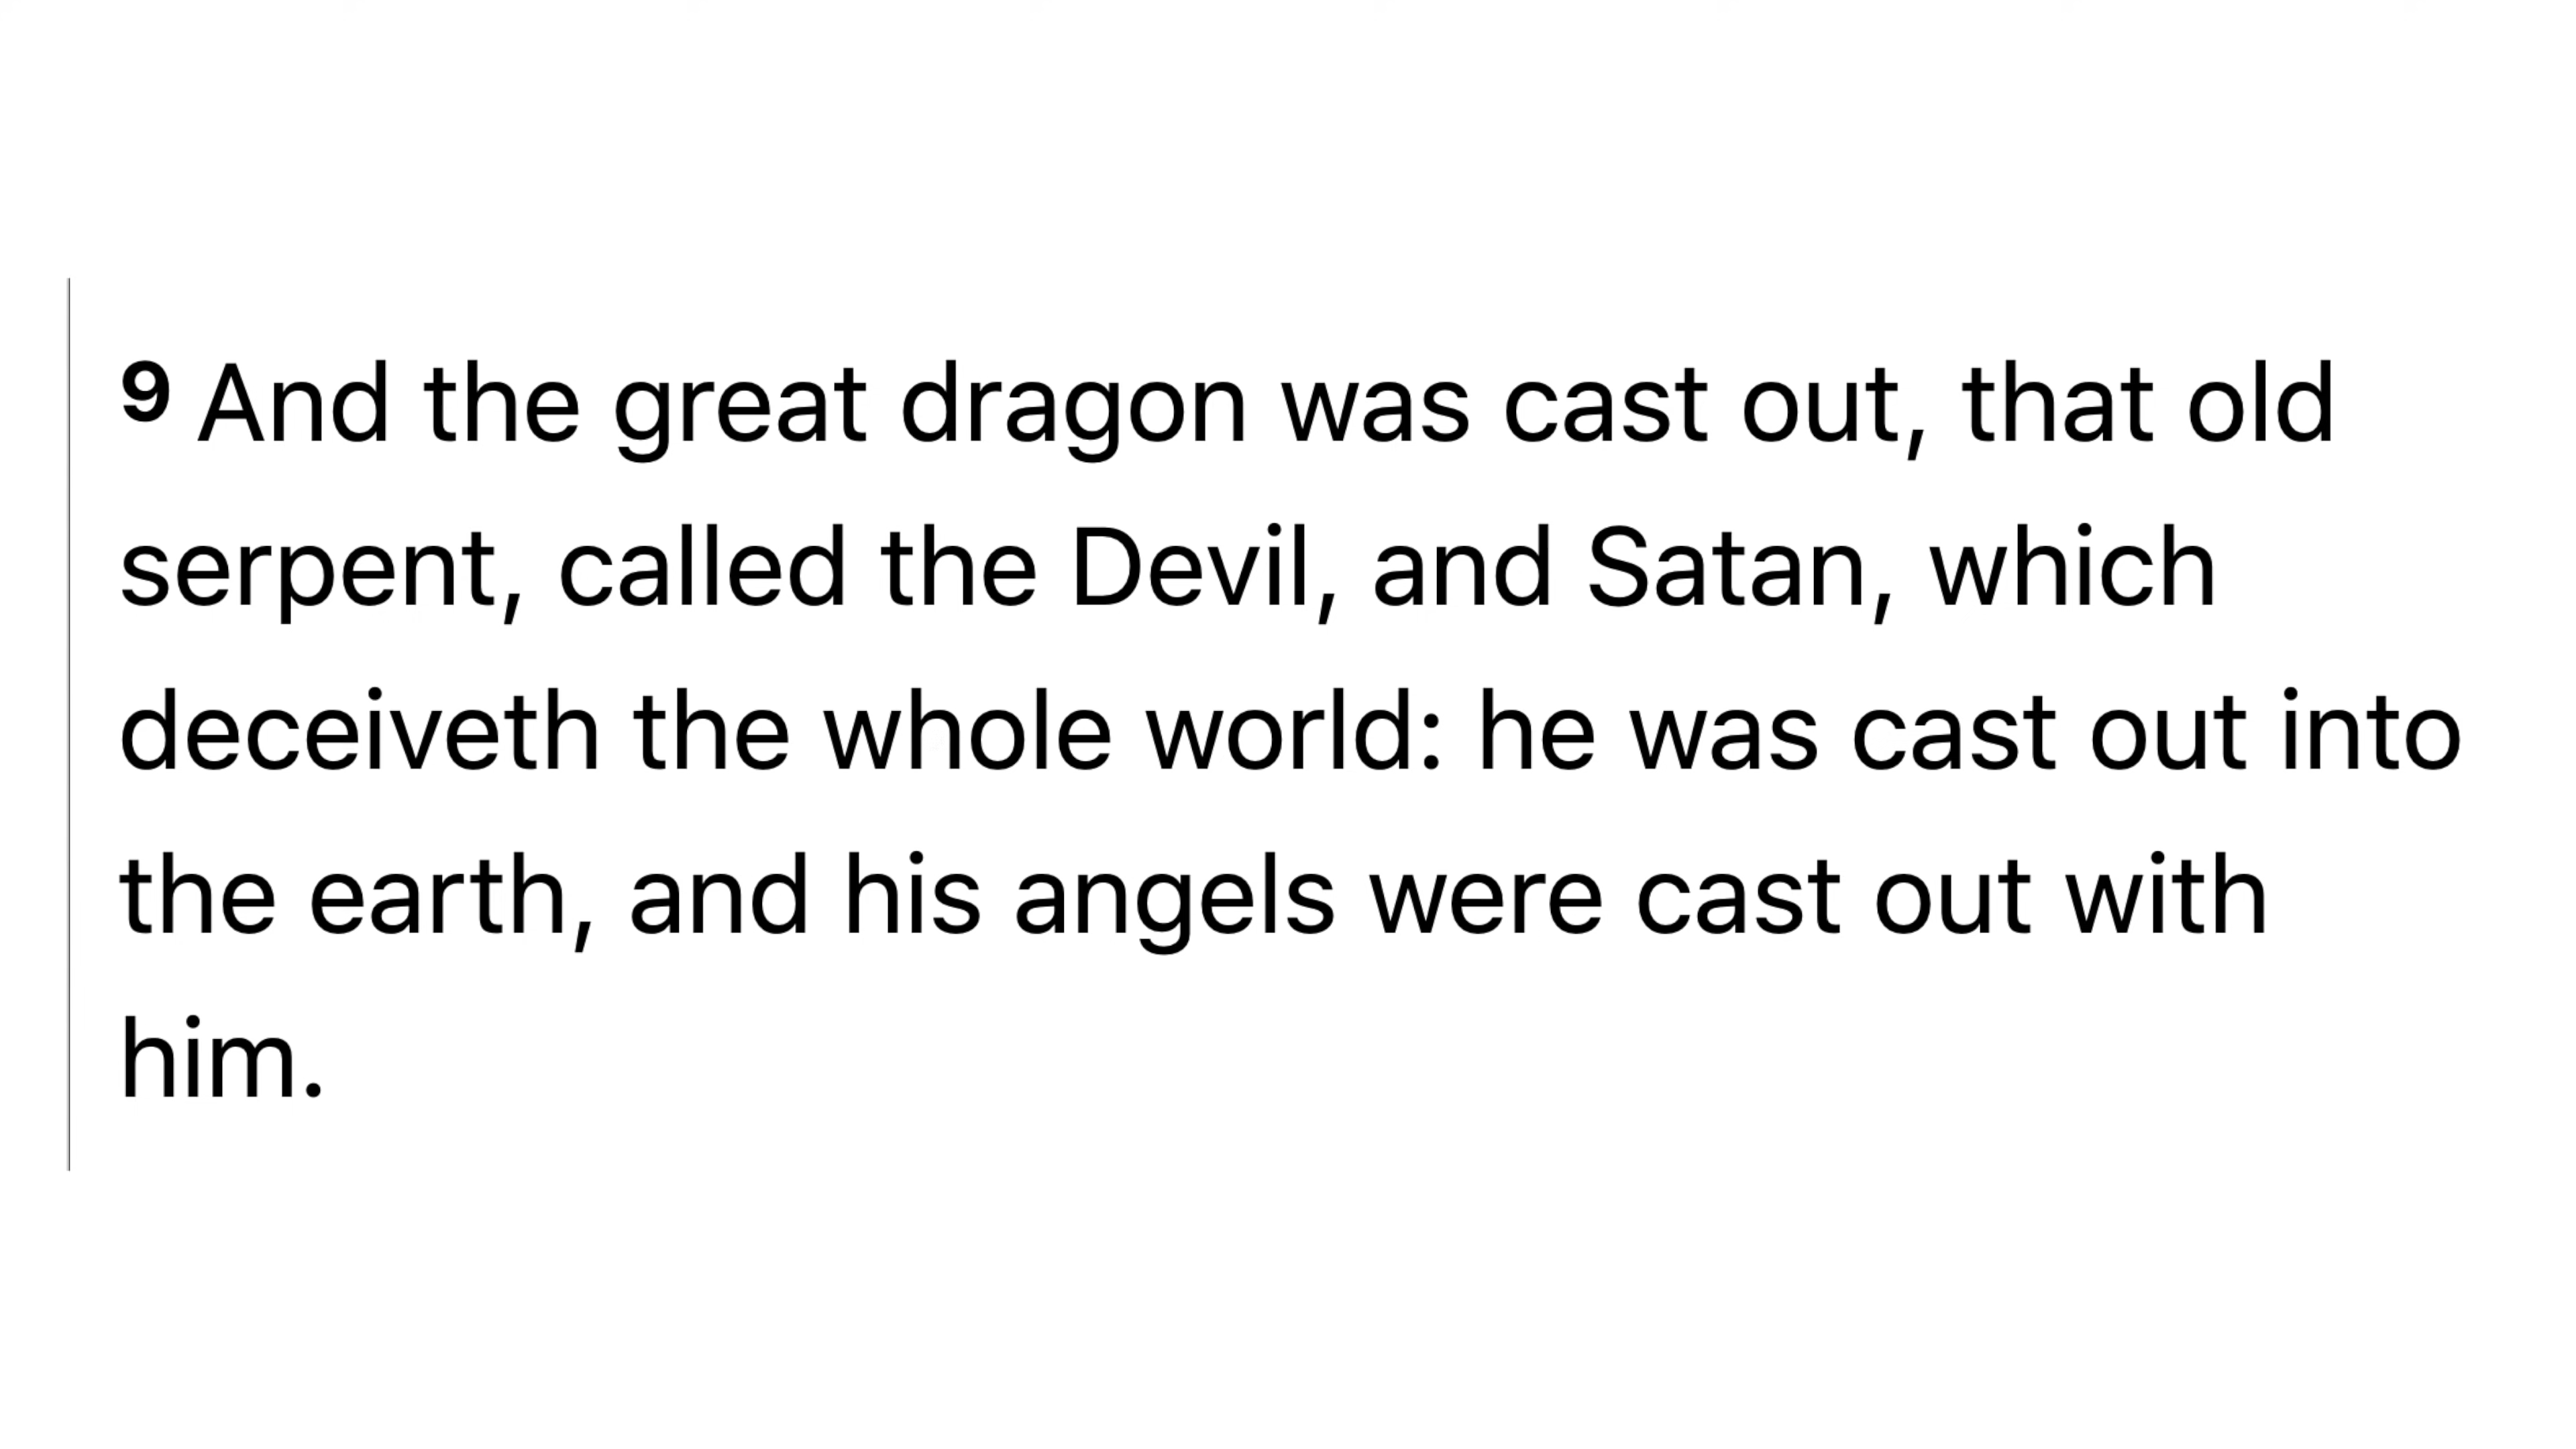 9 And the great dragon was cast out, that old
serpent, called the Devil, and Satan, which
deceiveth the whole world: he was cast out into
the earth, and his angels were cast out with
him.